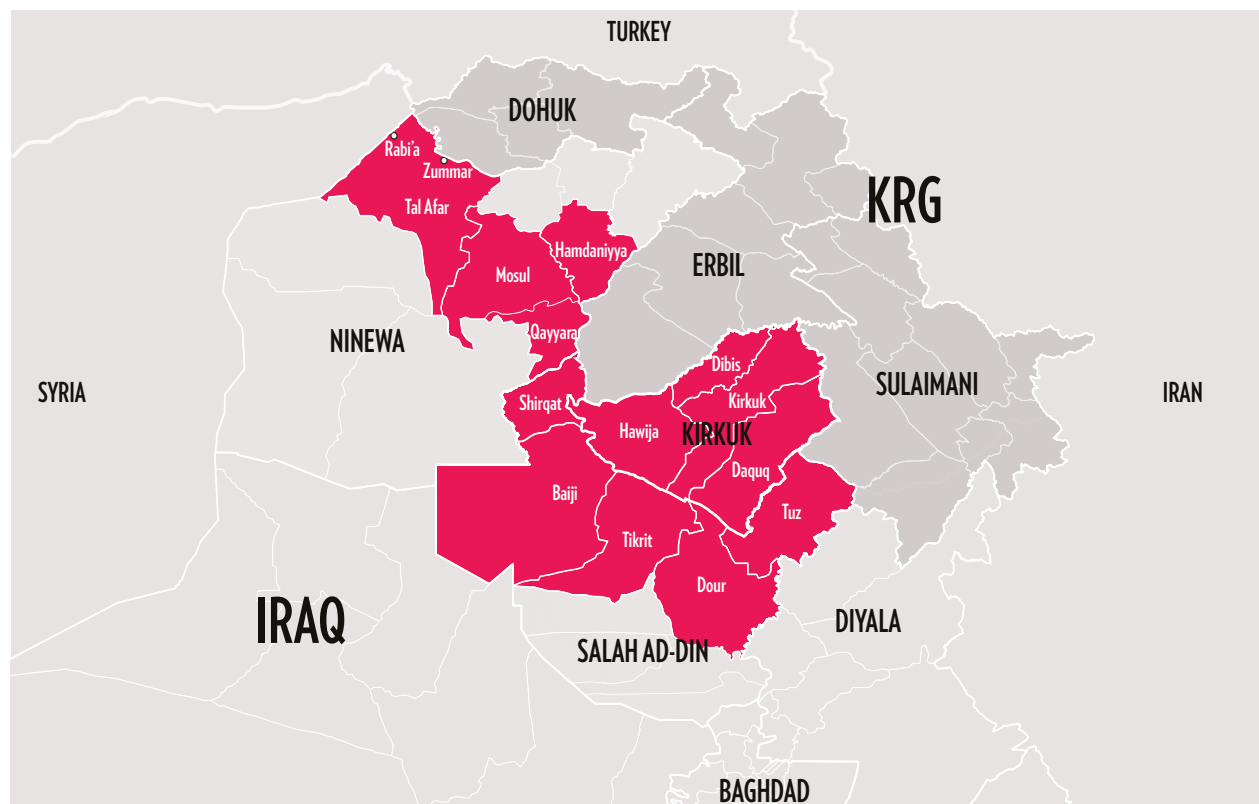 TURKEY
DOHUK
Rabi'a
Zummar
KRG
Tal Afar
Hamdaniyya
ERBIL
Mosul
Qayyara
NINEWA
Dibis
SULAIMANI
SYRIA
IRAN
Shirqat
Kirkuk
Hawija
KIRKUK
Daquq
Baiji
Tuz
Tikrit
Dour
IRAQ
DIYALA
SALAH AD-DIN
BAGHDAD